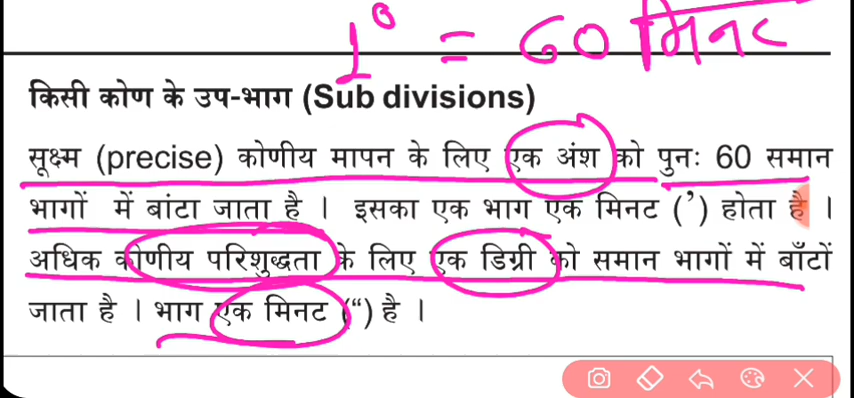 1° = 60 मिनट
किसी कोण के उप-भाग (Sub divisions)
सूक्ष्म (precise) कोणीय मापन के लिए एक अंश को पुनः 60 समान
भागों में बांटा जाता है । इसका एक भाग एक मिनट (’) होता है ।
अधिक कोणीय परिशुद्धता के लिए एक डिग्री को समान भागों में बाँटों
जाता है । भाग एक मिनट (“) है ।